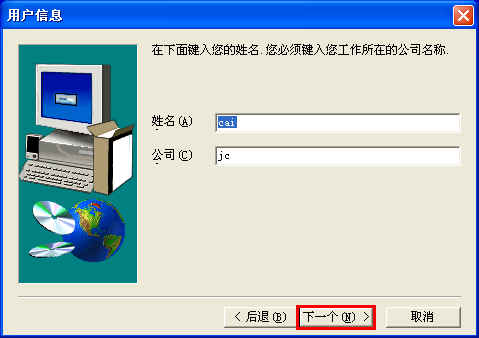 用户信息
在下面键入您的姓名.您必须键入您工作所在的公司名称.
姓名(A)
cai
公司(C)
jc
< 后退(B)
下一个(N) >
取消